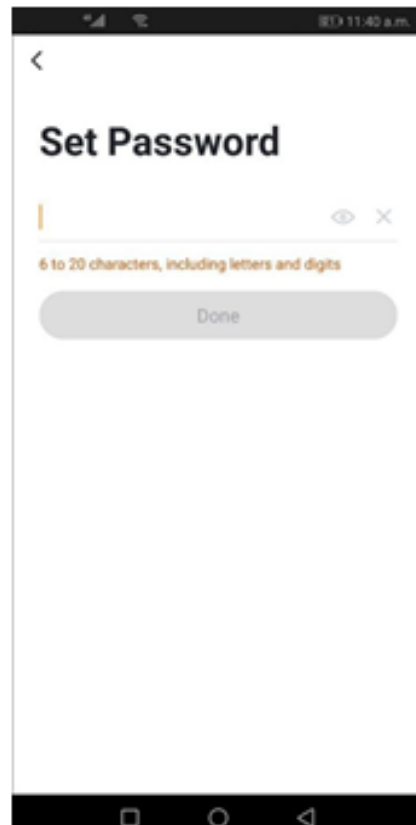 11:40 a.m.
Set Password
6 to 20 characters, including letters and digits
Done